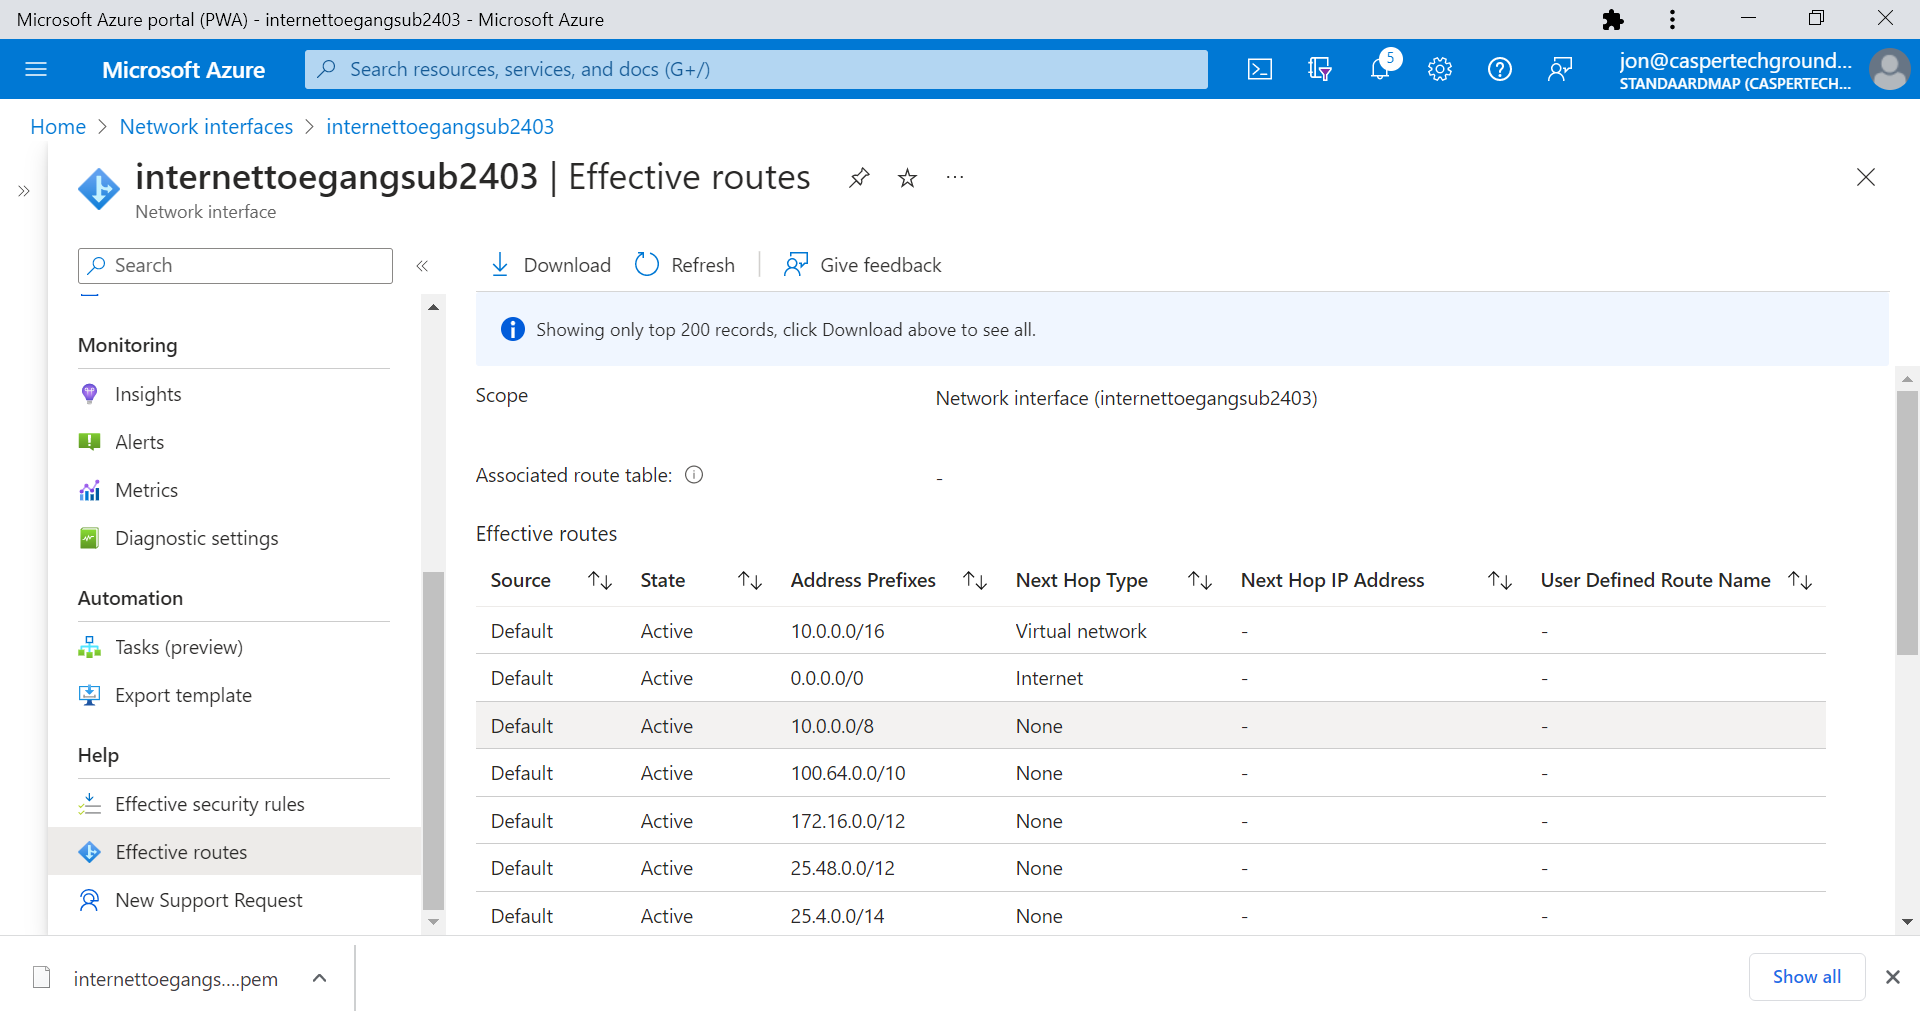 Microsoft Azure portal (PWA) - internettoegangsub2403 - Microsoft Azure
Microsoft Azure
Search resources, services, and docs (G+/)
5
jon@caspertechground...
STANDAARDMAP (CASPERTECH...
Home > Network interfaces > internettoegangsub2403
internettoegangsub2403 | Effective routes
Network interface
Search
Download
Refresh
Give feedback
Showing only top 200 records, click Download above to see all.
Monitoring
Insights
Alerts
Metrics
Diagnostic settings
Automation
Tasks (preview)
Export template
Help
Effective security rules
Effective routes
New Support Request
Scope
Network interface (internettoegangsub2403)
Associated route table:
-
Effective routes
Source State Address Prefixes Next Hop Type Next Hop IP Address User Defined Route Name
Default Active 10.0.0.0/16 Virtual network - -
Default Active 0.0.0.0/0 Internet - -
Default Active 10.0.0.0/8 None - -
Default Active 100.64.0.0/10 None - -
Default Active 172.16.0.0/12 None - -
Default Active 25.48.0.0/12 None - -
Default Active 25.4.0.0/14 None - -
internettoegangs....pem
Show all